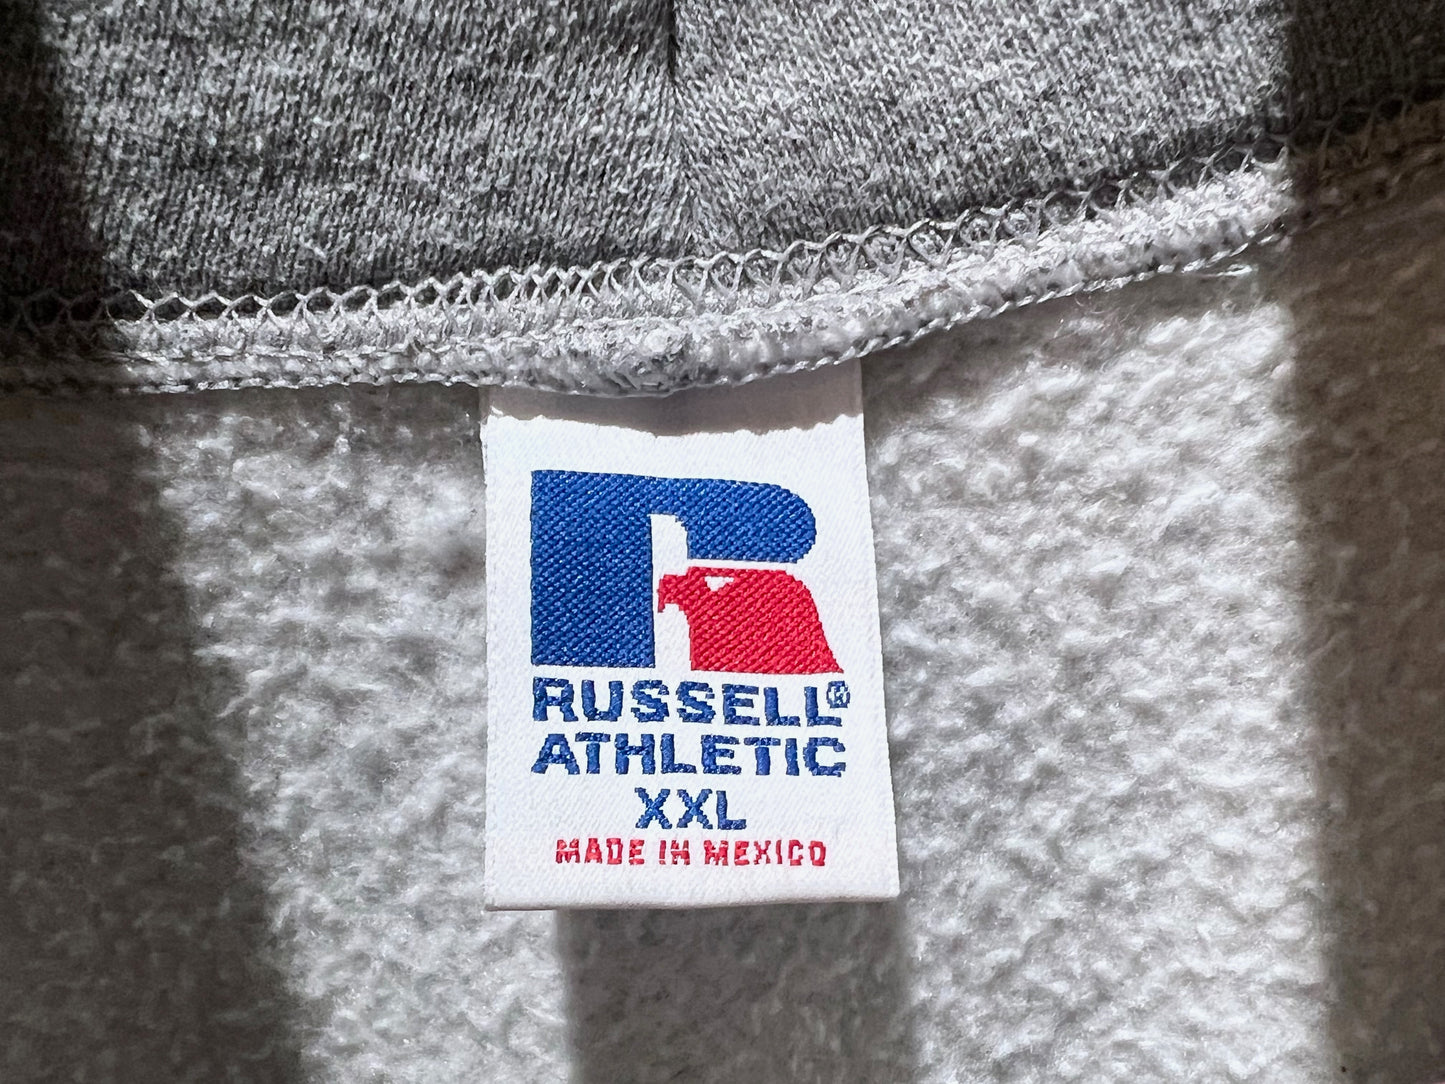 RUSSELL®
ATHLETIC
XXL
MADE IN MEXICO